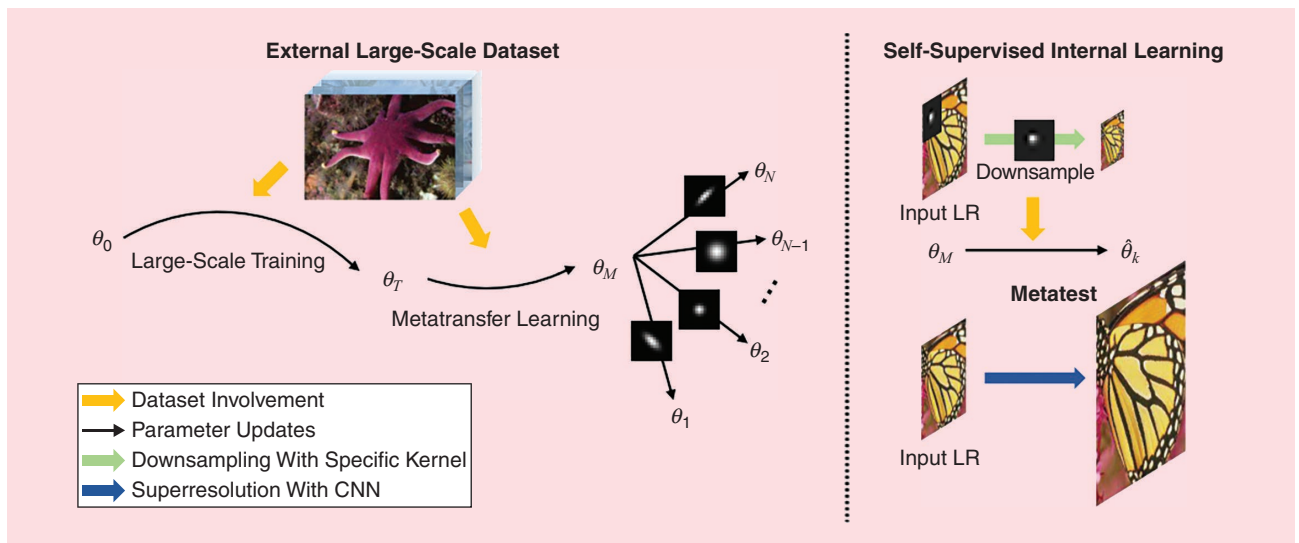 External Large-Scale Dataset
θ0
Large-Scale Training
θT
Metatransfer Learning
θM
θN
θN–1
θ2
θ1
Dataset Involvement
Parameter Updates
Downsampling With Specific Kernel
Superresolution With CNN
Self-Supervised Internal Learning
Downsample
Input LR
θM
θ̂k
Metatest
Input LR